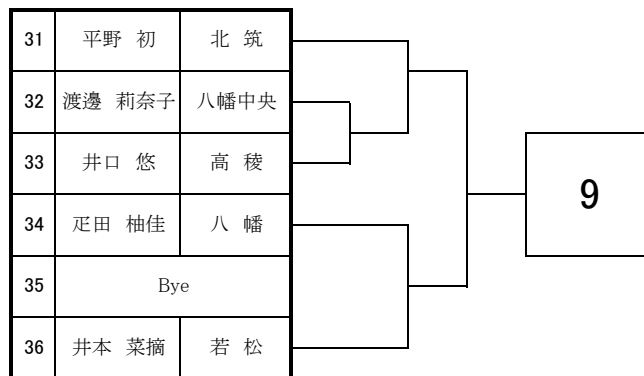 31 平野 初 北 筑
32 渡邊 莉奈子 八幡中央
33 井口 悠 高 稜
34 疋田 柚佳 八 幡
35 Bye
36 井本 菜摘 若 松
9